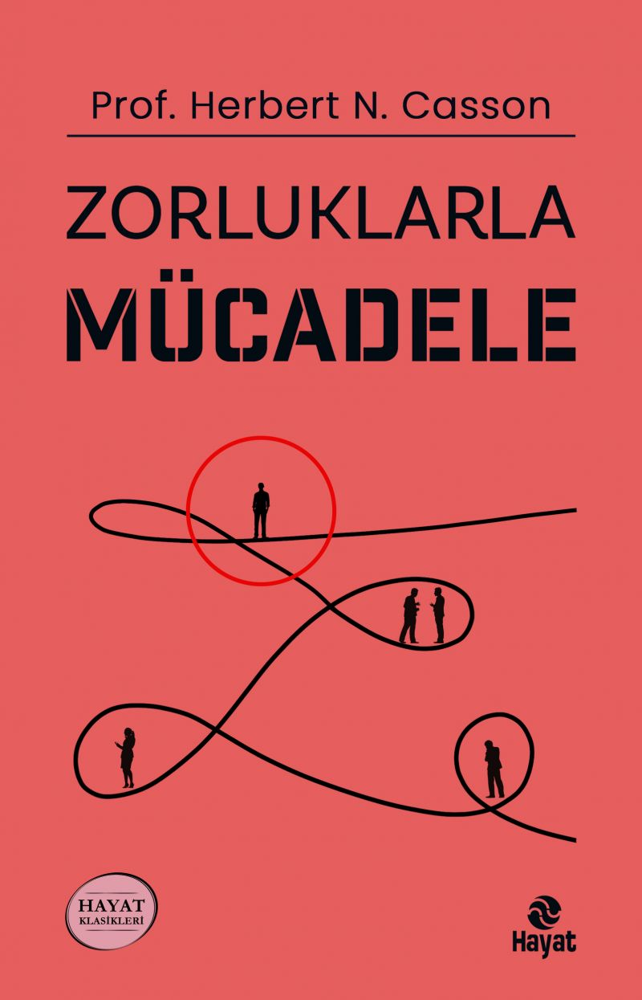 Prof. Herbert N. Casson
ZORLUKLARLA
MÜCADELE
HAYAT
KLASİKLERİ
Hayat